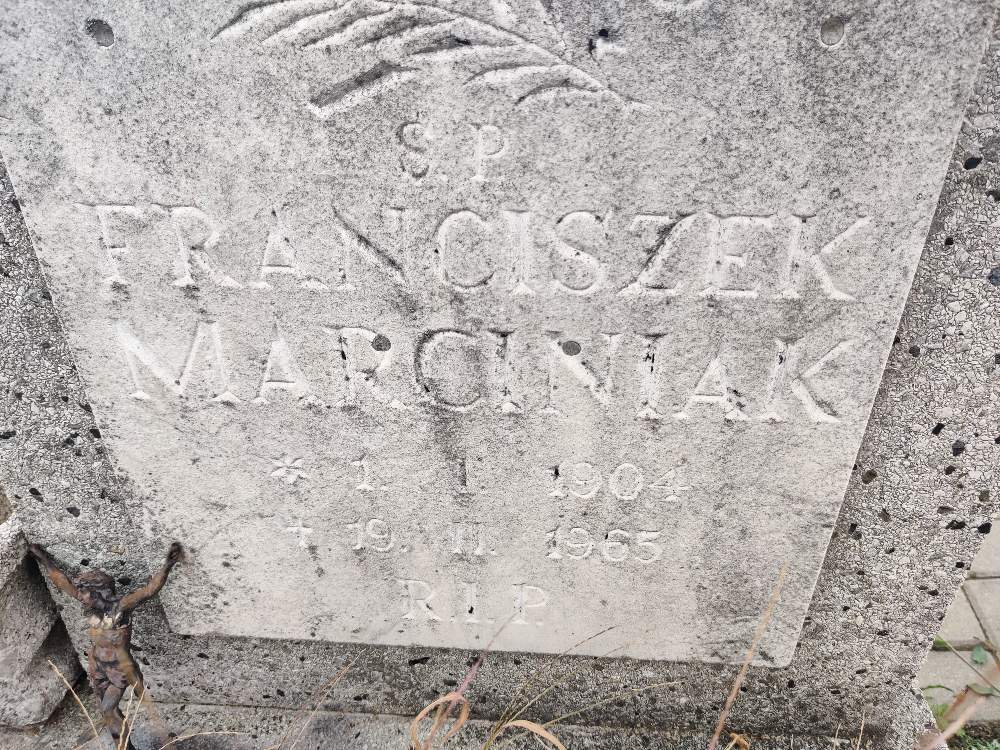 Ś.P.
FRANCISZEK
MARCINIAK
* 1. I. 1904
† 19. II. 1965
R.I.P.